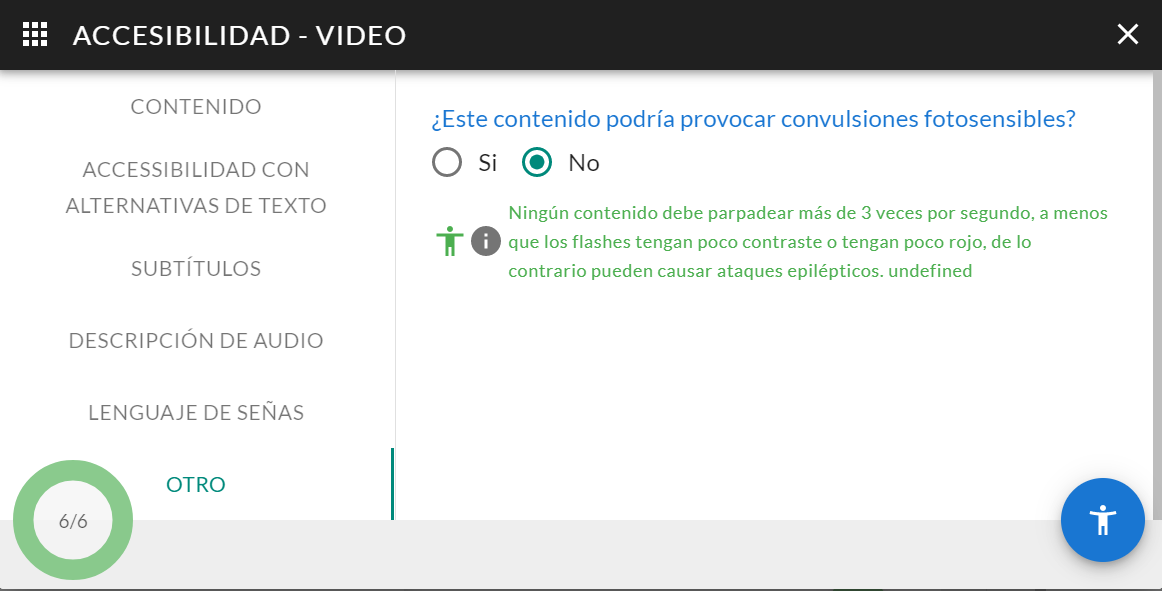 ACCESIBILIDAD - VIDEO
CONTENIDO
ACCESSIBILIDAD CON
ALTERNATIVAS DE TEXTO
SUBTÍTULOS
DESCRIPCIÓN DE AUDIO
LENGUAJE DE SEÑAS
OTRO
6/6
¿Este contenido podría provocar convulsiones fotosensibles?
Si No
Ningún contenido debe parpadear más de 3 veces por segundo, a menos
que los flashes tengan poco contraste o tengan poco rojo, de lo
contrario pueden causar ataques epilépticos. undefined